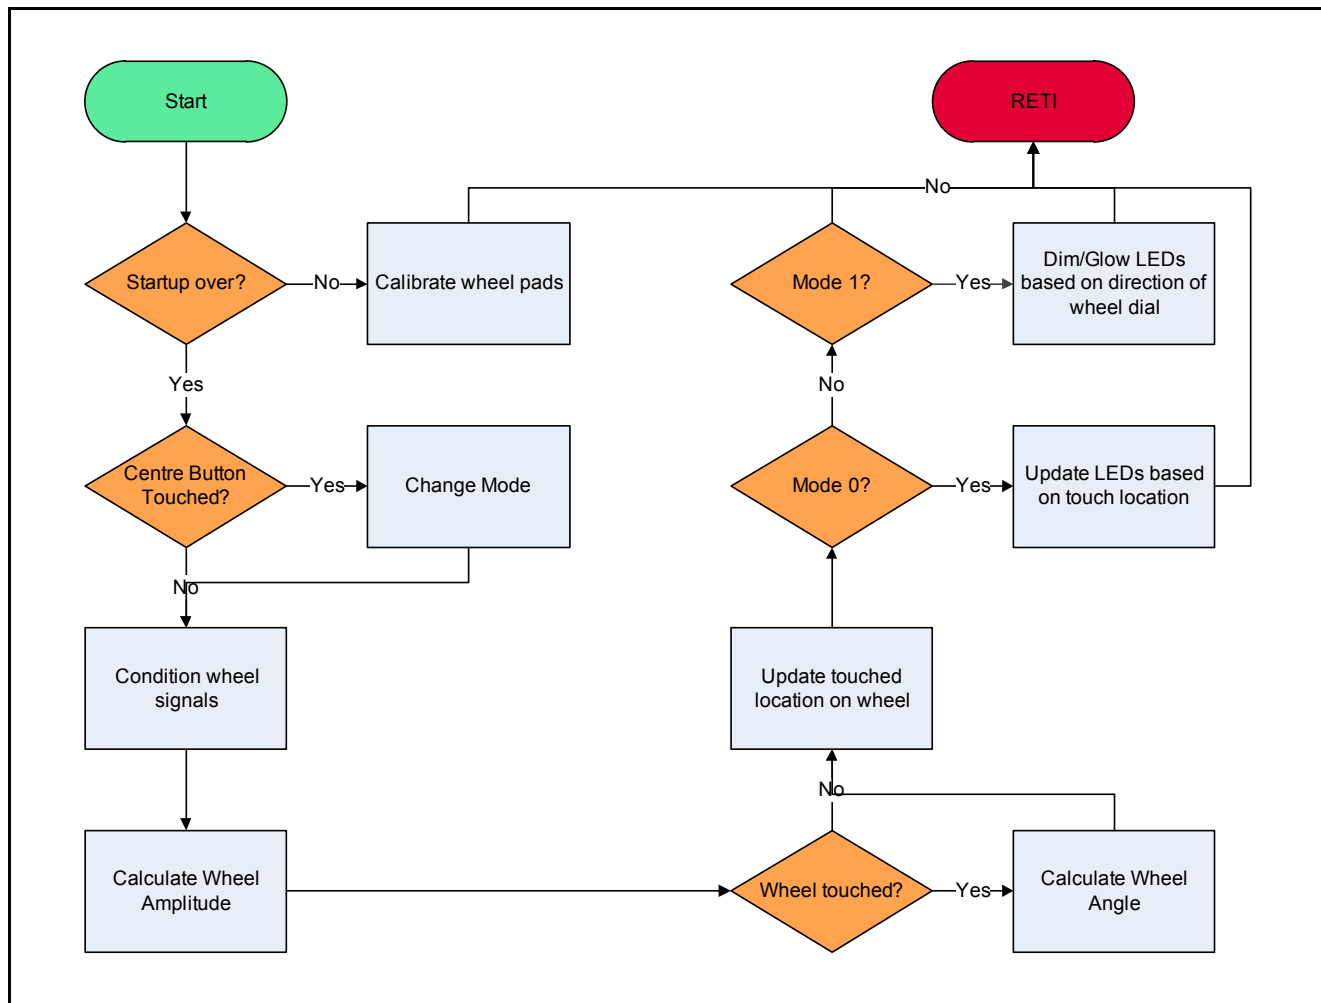 Start
RETI
No
Startup over?
No
Calibrate wheel pads
Mode 1?
Yes
Dim/Glow LEDs
based on direction of
wheel dial
Yes
No
Centre Button
Touched?
Yes
Change Mode
Mode 0?
Yes
Update LEDs based
on touch location
No
Condition wheel
signals
Update touched
location on wheel
No
Calculate Wheel
Amplitude
Wheel touched?
Yes
Calculate Wheel
Angle